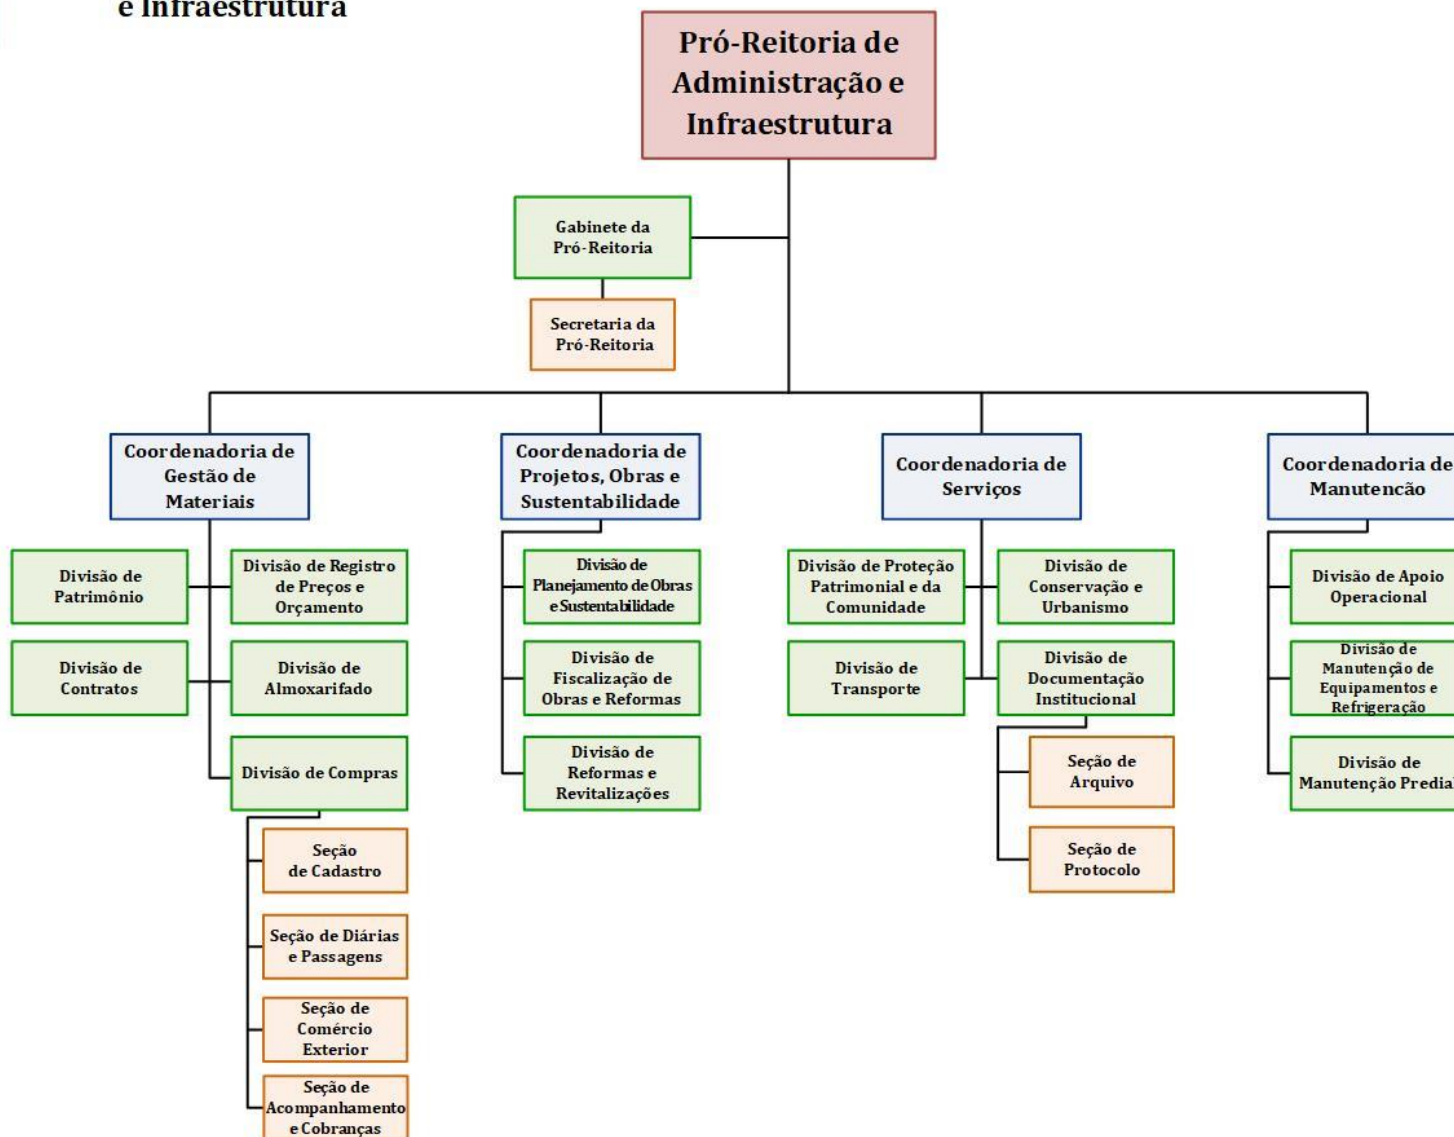 e Infraestrutura
Pró-Reitoria de
Administração e
Infraestrutura
Gabinete da
Pró-Reitoria
Secretaria da
Pró-Reitoria
Coordenadoria de
Gestão de
Materiais
Coordenadoria de
Projetos, Obras e
Sustentabilidade
Coordenadoria de
Serviços
Coordenadoria de
Manutencão
Divisão de
Patrimônio
Divisão de Registro
de Preços e
Orçamento
Divisão de
Planejamento de Obras
e Sustentabilidade
Divisão de Proteção
Patrimonial e da
Comunidade
Divisão de
Conservação e
Urbanismo
Divisão de Apoio
Operacional
Divisão de
Contratos
Divisão de
Almoxarifado
Divisão de
Fiscalização de
Obras e Reformas
Divisão de
Transporte
Divisão de
Documentação
Institucional
Divisão de
Manutenção de
Equipamentos e
Refrigeração
Divisão de Compras
Divisão de
Reformas e
Revitalizações
Seção de
Arquivo
Divisão de
Manutenção Predial
Seção
de Cadastro
Seção de
Protocolo
Seção de Diárias
e Passagens
Seção de
Comércio
Exterior
Seção de
Acompanhamento
e Cobranças